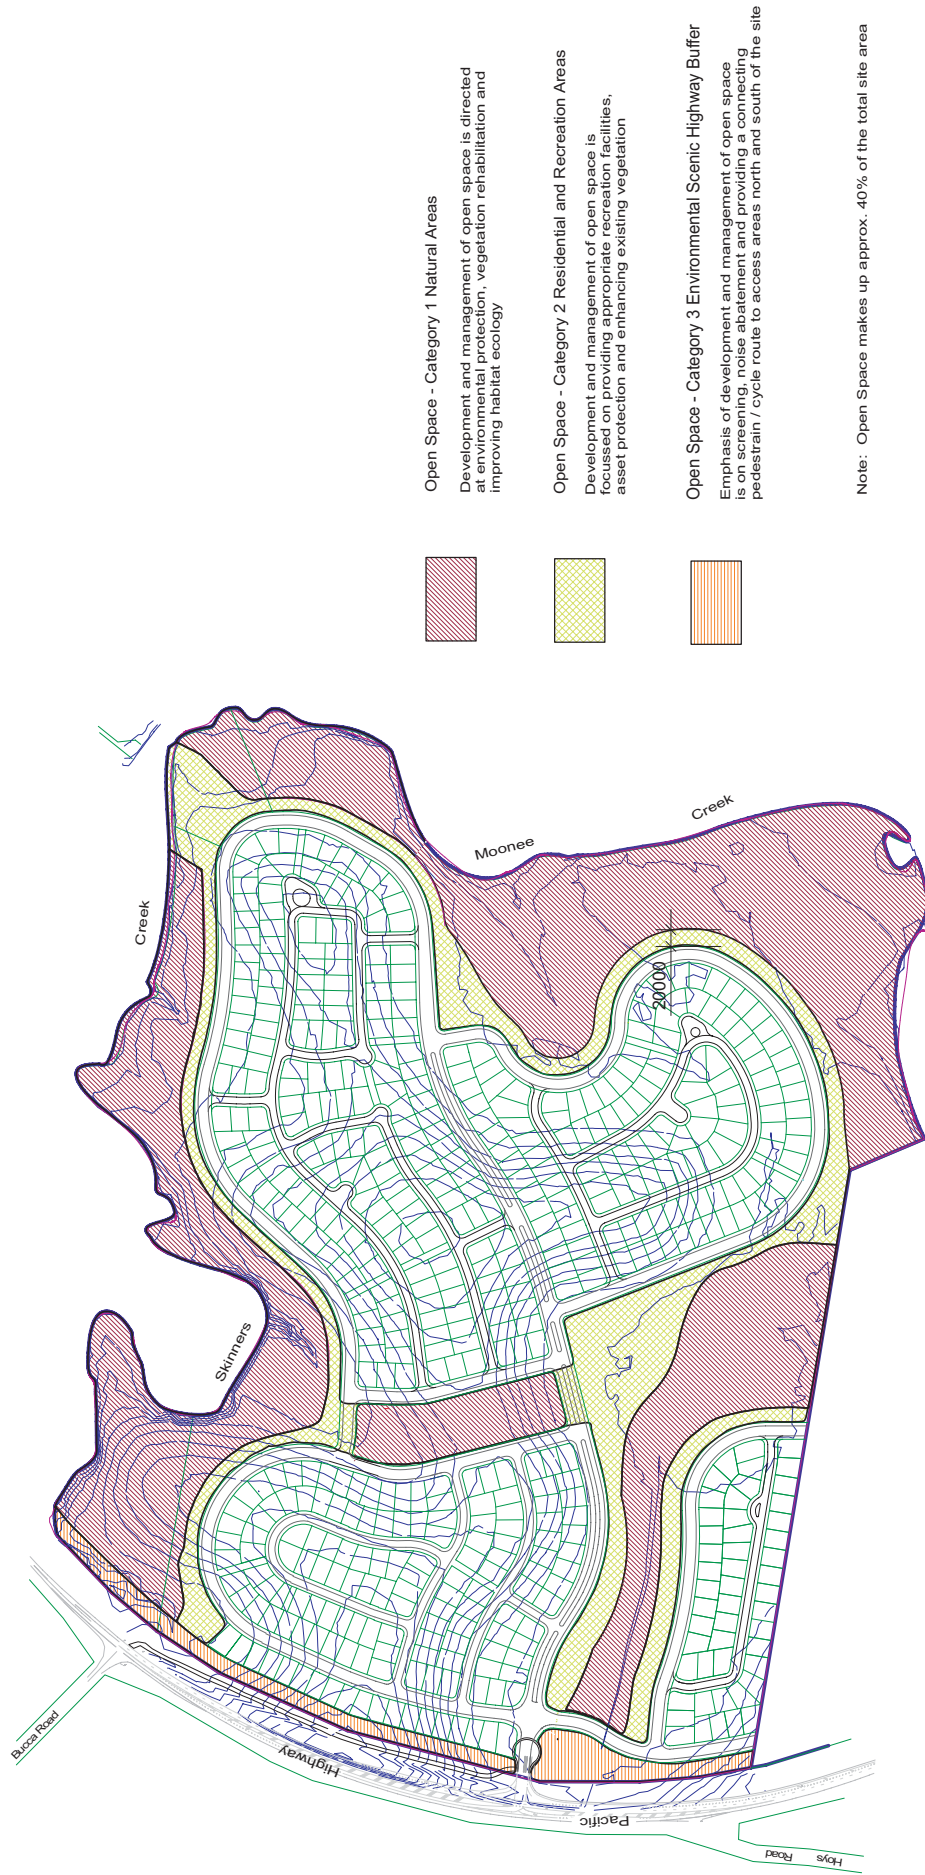 Open Space - Category 1 Natural Areas
Development and management of open space is directed
at environmental protection, vegetation rehabilitation and
improving habitat ecology
Open Space - Category 2 Residential and Recreation Areas
Development and management of open space is
focussed on providing appropriate recreation facilities,
asset protection and enhancing existing vegetation
Open Space - Category 3 Environmental Scenic Highway Buffer
Emphasis of development and management of open space
is on screening, noise abatement and providing a connecting
pedestrian / cycle route to access areas north and south of the site
Note: Open Space makes up approx. 40% of the total site area
Bucca Road
Skinners
Creek
Moonee
Creek
20000
Highway
Pacific
Hoys
Road